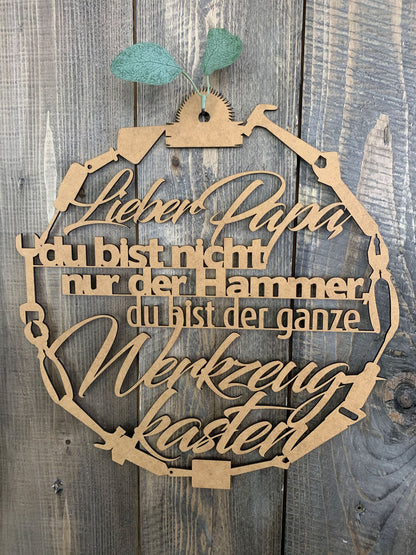 Lieber Papa,
du bist nicht
nur der Hammer,
du bist der ganze
Werkzeug
kasten